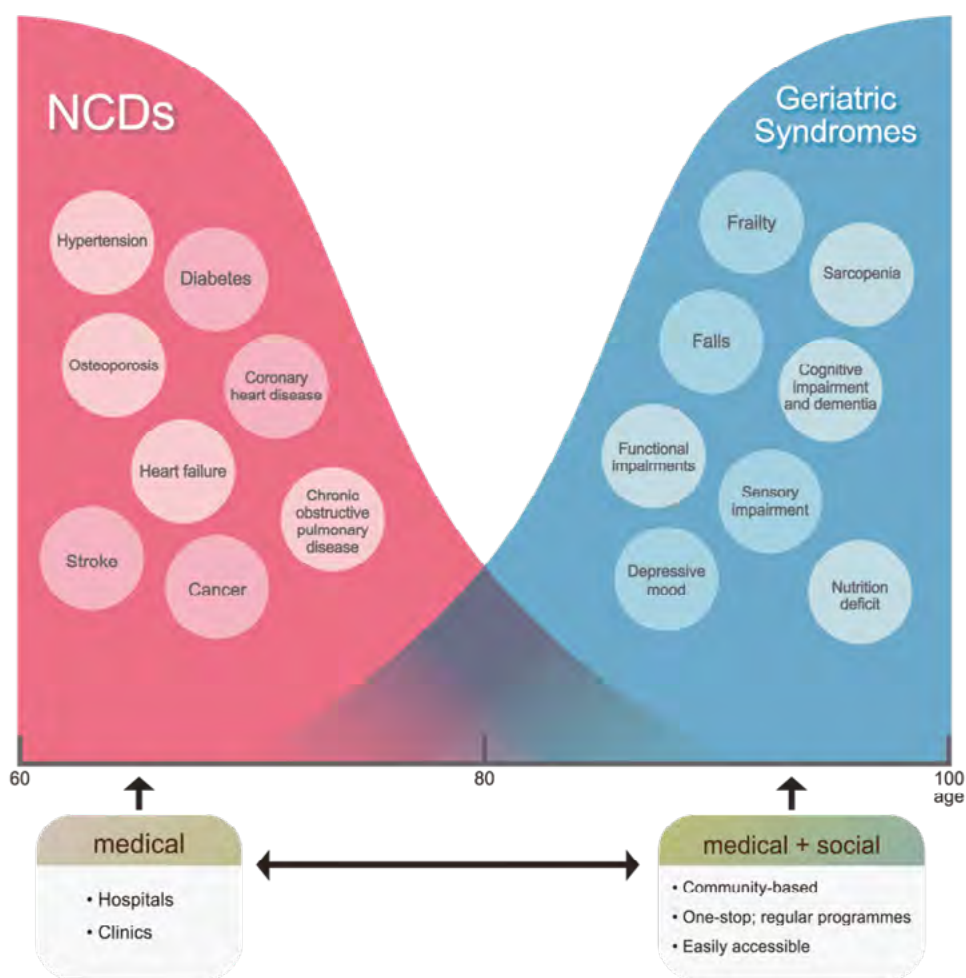 NCDs
Hypertension
Diabetes
Osteoporosis
Coronary
heart disease
Heart failure
Chronic
obstructive
pulmonary
disease
Stroke
Cancer
Geriatric
Syndromes
Frailty
Sarcopenia
Falls
Cognitive
impairment
and dementia
Functional
impairments
Sensory
impairment
Depressive
mood
Nutrition
deficit
60
80
100
age
medical
• Hospitals
• Clinics
medical + social
• Community-based
• One-stop; regular programmes
• Easily accessible